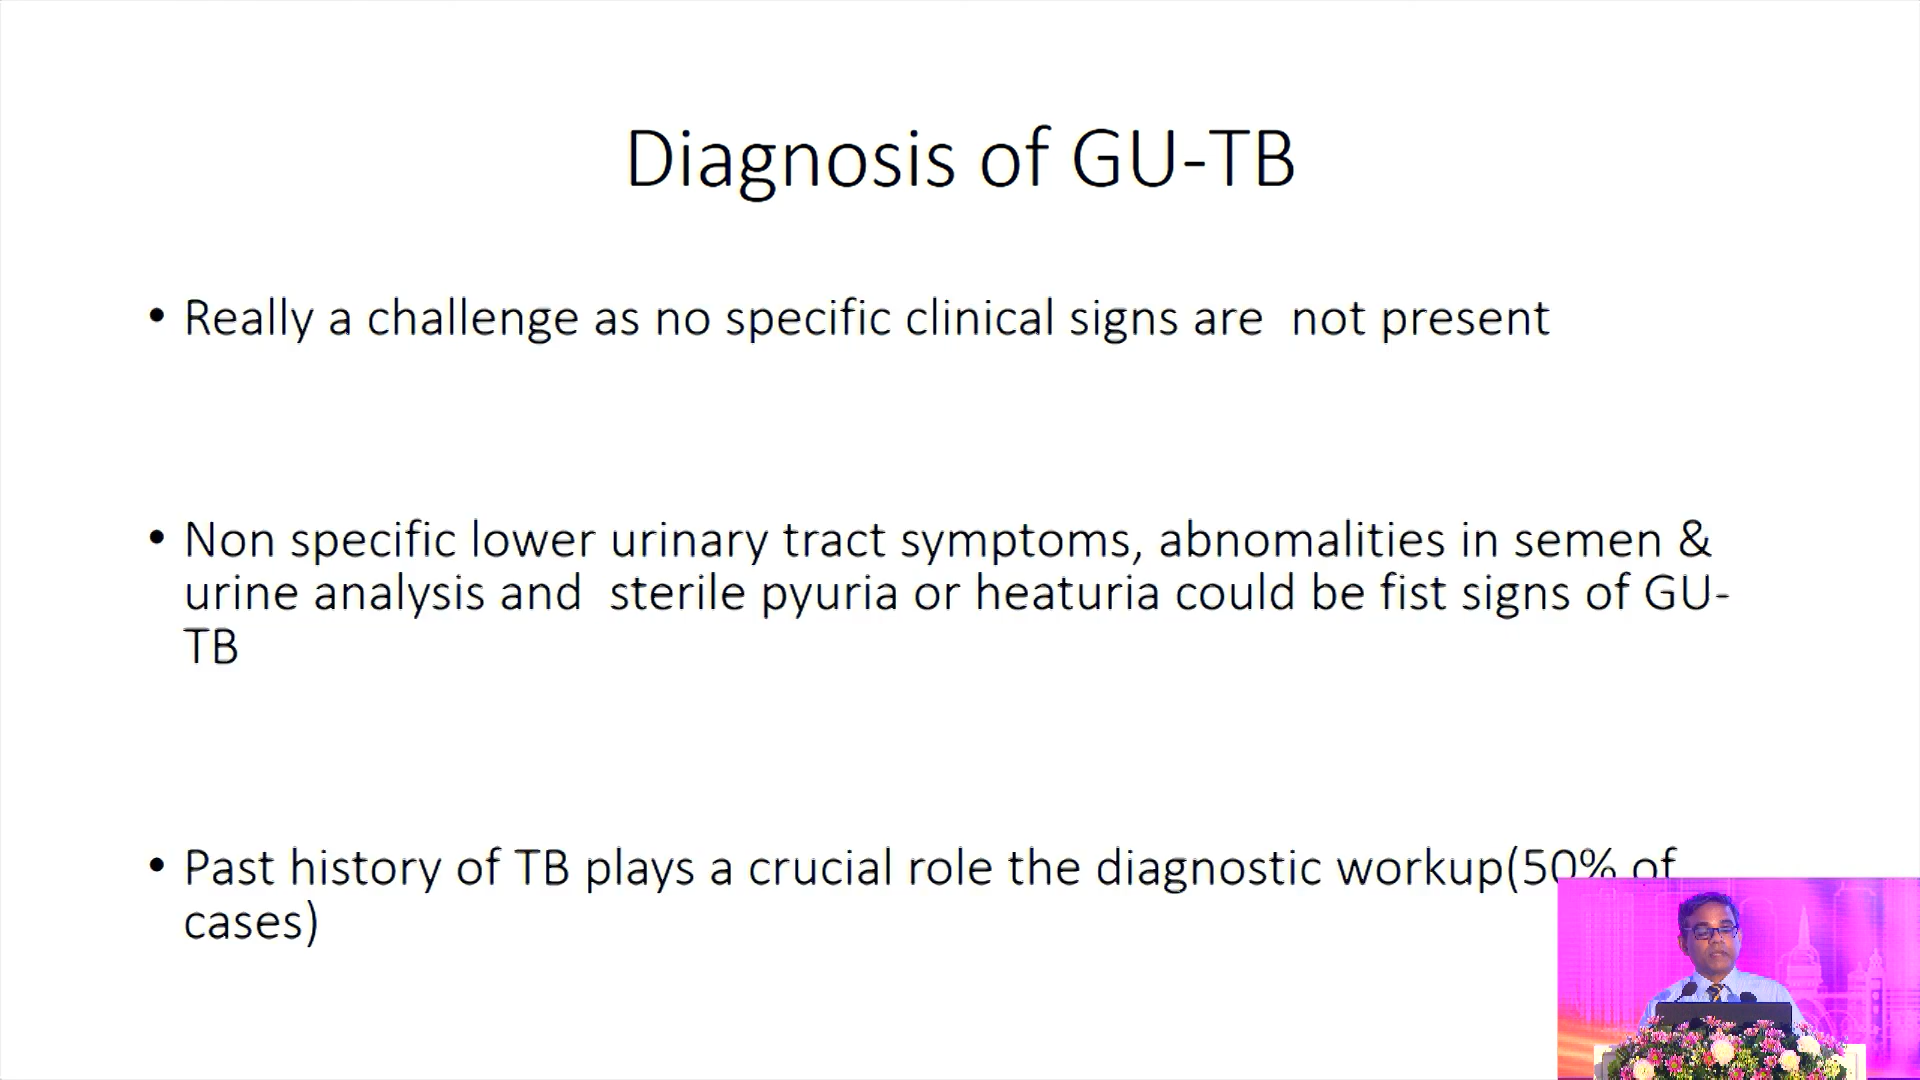 Diagnosis of GU-TB
• Really a challenge as no specific clinical signs are  not present
• Non specific lower urinary tract symptoms, abnomalities in semen &
urine analysis and  sterile pyuria or heaturia could be fist signs of GU-
TB
• Past history of TB plays a crucial role the diagnostic workup(50% of
cases)